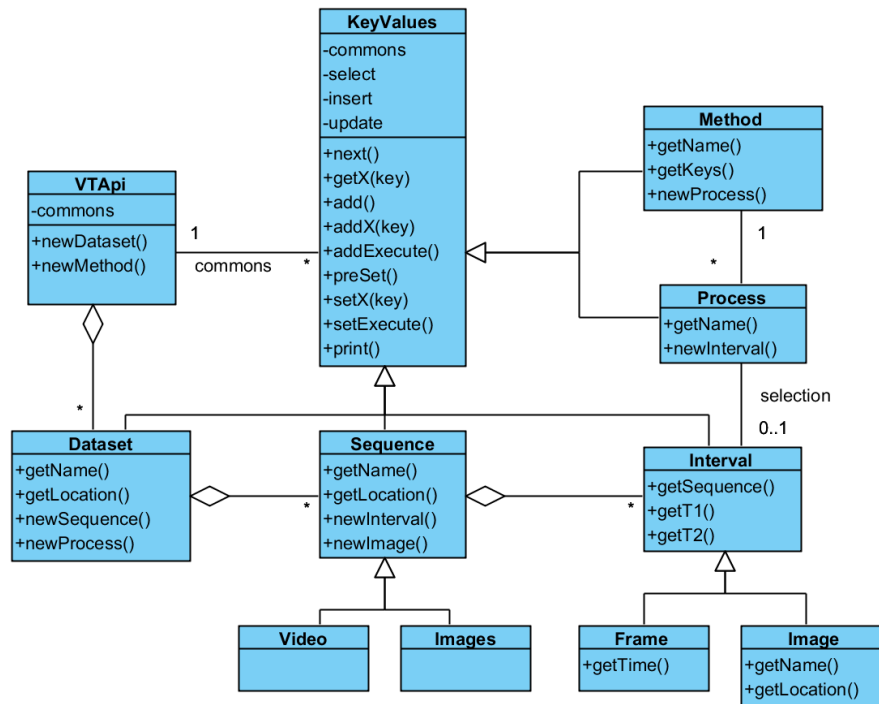 KeyValues
-commons
-select
-insert
-update
+next()
+getX(key)
+add()
+addX(key)
+addExecute()
+preSet()
+setX(key)
+setExecute()
+print()
VTApi
-commons
+newDataset()
+newMethod()
1
commons
*
Method
+getName()
+getKeys()
+newProcess()
1
*
Process
+getName()
+newInterval()
selection
0..1
*
Dataset
+getName()
+getLocation()
+newSequence()
+newProcess()
*
Sequence
+getName()
+getLocation()
+newInterval()
+newImage()
*
Interval
+getSequence()
+getT1()
+getT2()
Video
Images
Frame
+getTime()
Image
+getName()
+getLocation()